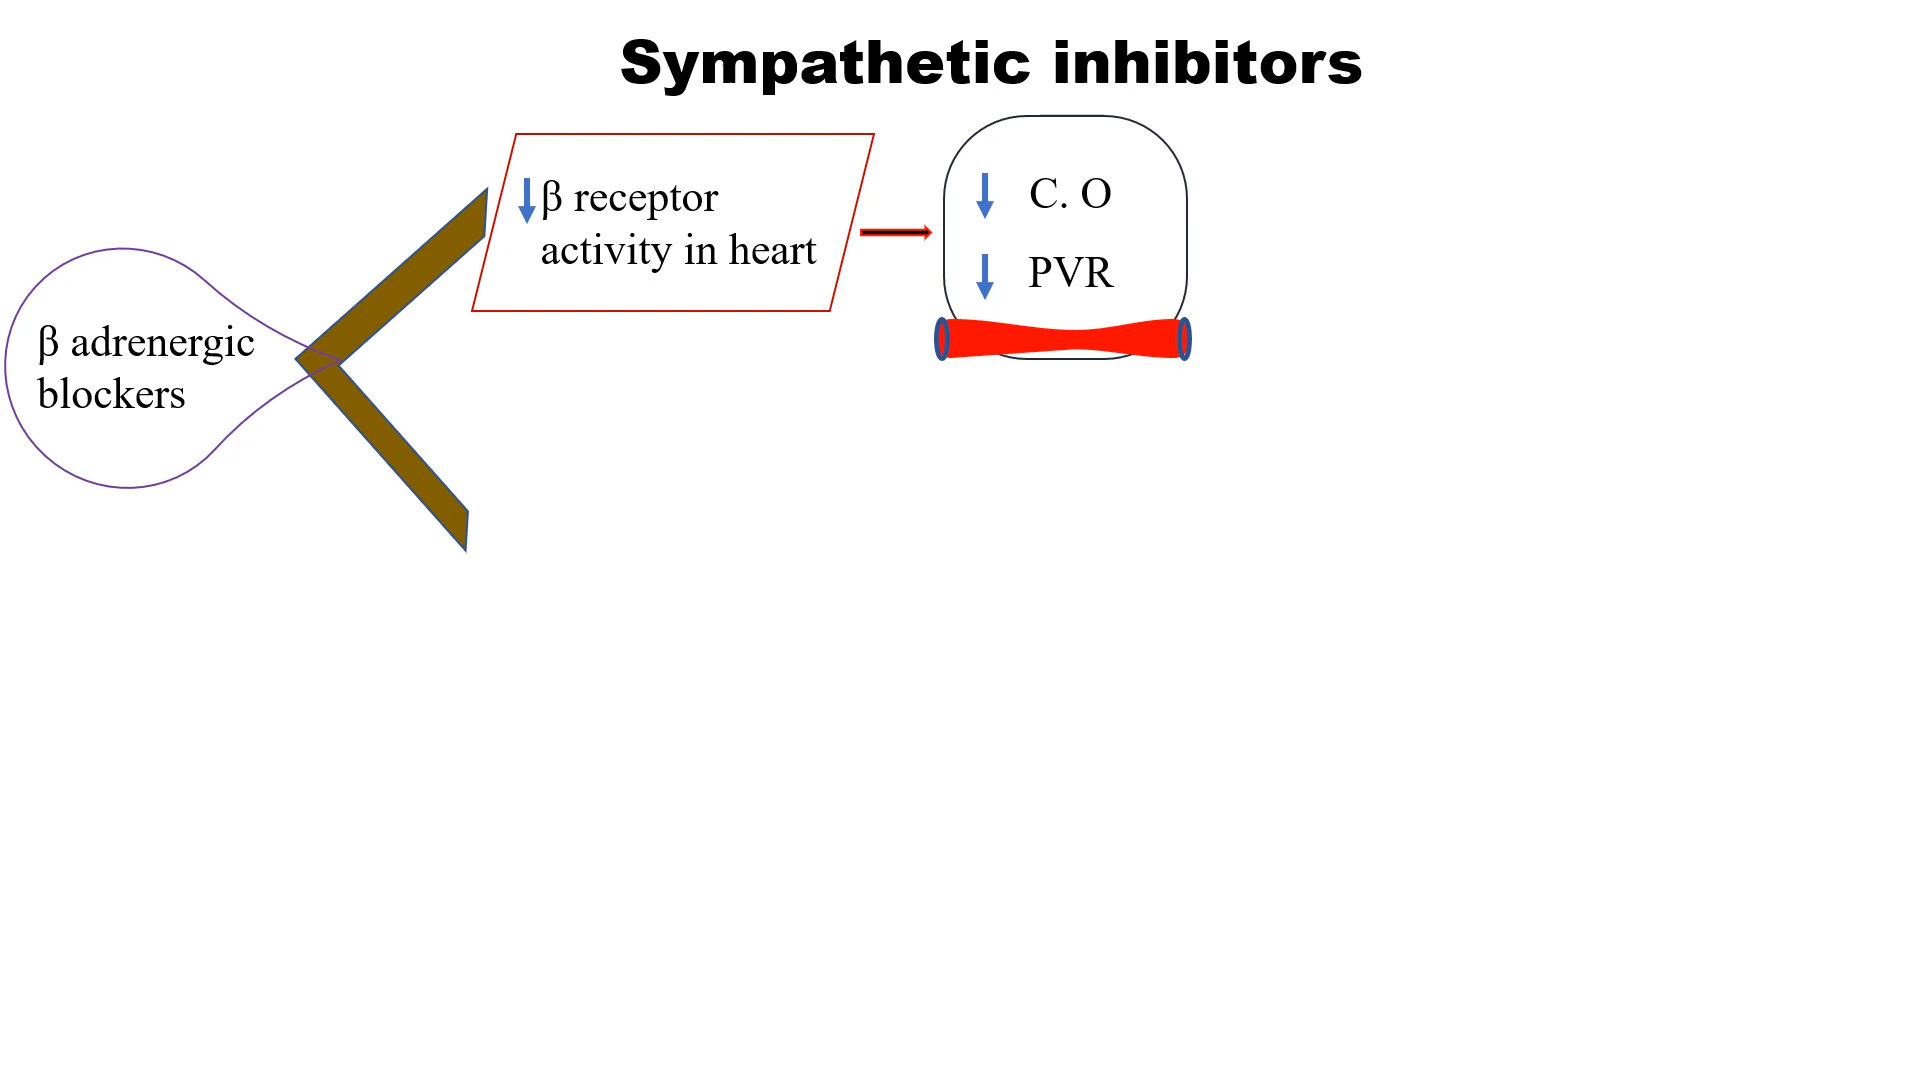 Sympathetic inhibitors
β receptor
activity in heart
C. O
PVR
β adrenergic
blockers